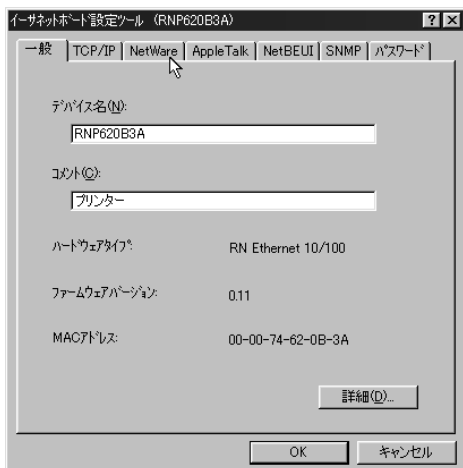 イーサネットボード設定ツール (RNP620B3A)
一般 TCP/IP NetWare AppleTalk NetBEUI SNMP パスワード
デバイス名(N):
RNP620B3A
コメント(C):
プリンター
ハードウェアタイプ: RN Ethernet 10/100
ファームウェアバージョン: 0.11
MACアドレス: 00-00-74-62-0B-3A
詳細(D)...
OK キャンセル